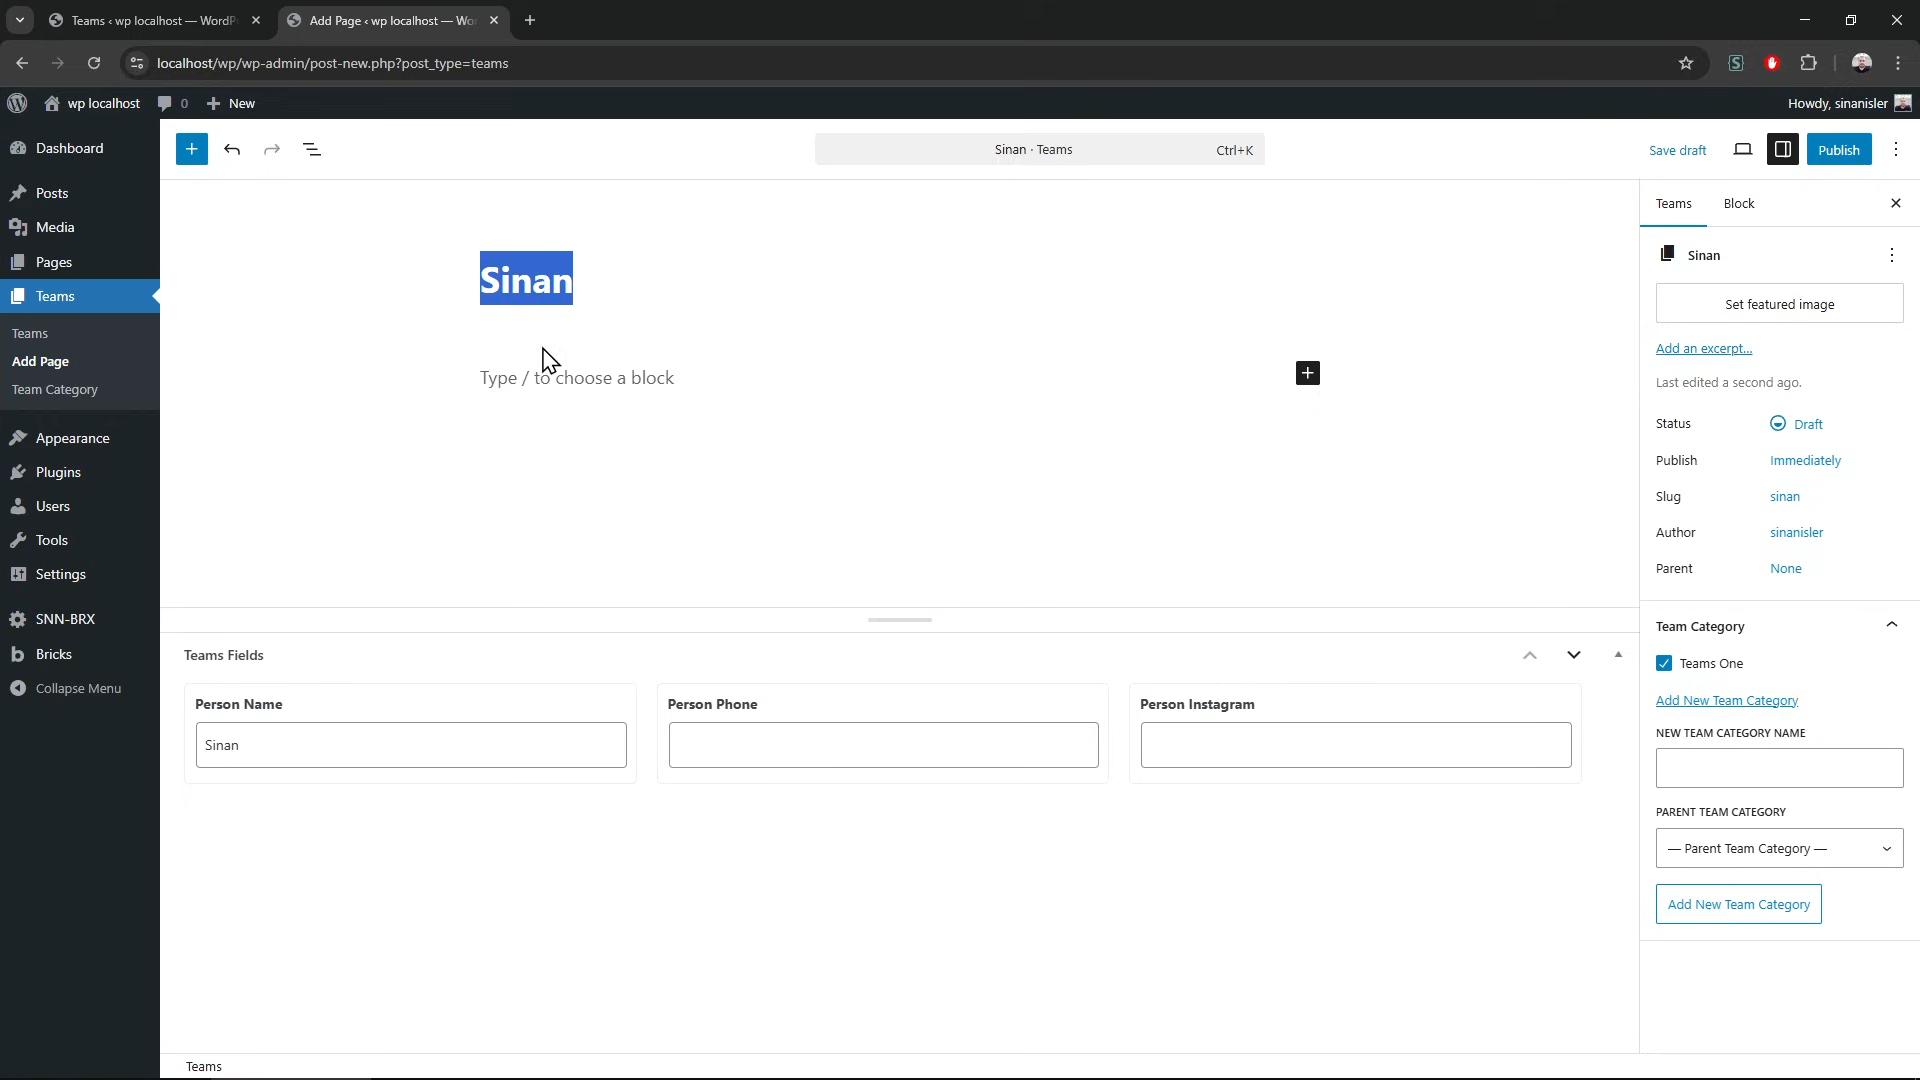 Teams ‹ wp localhost — WordP
Add Page ‹ wp localhost — Wo
localhost/wp/wp-admin/post-new.php?post_type=teams
wp localhost
0
New
Howdy, sinanisler
Dashboard
Posts
Media
Pages
Teams
Teams
Add Page
Team Category
Appearance
Plugins
Users
Tools
Settings
SNN-BRX
Bricks
Collapse Menu
Sinan · Teams
Ctrl+K
Save draft
Publish
Sinan
Type / to choose a block
Teams Fields
Person Name
Sinan
Person Phone
Person Instagram
Teams
Teams
Block
Sinan
Set featured image
Add an excerpt...
Last edited a second ago.
Status
Draft
Publish
Immediately
Slug
sinan
Author
sinanisler
Parent
None
Team Category
Teams One
Add New Team Category
NEW TEAM CATEGORY NAME
PARENT TEAM CATEGORY
— Parent Team Category —
Add New Team Category